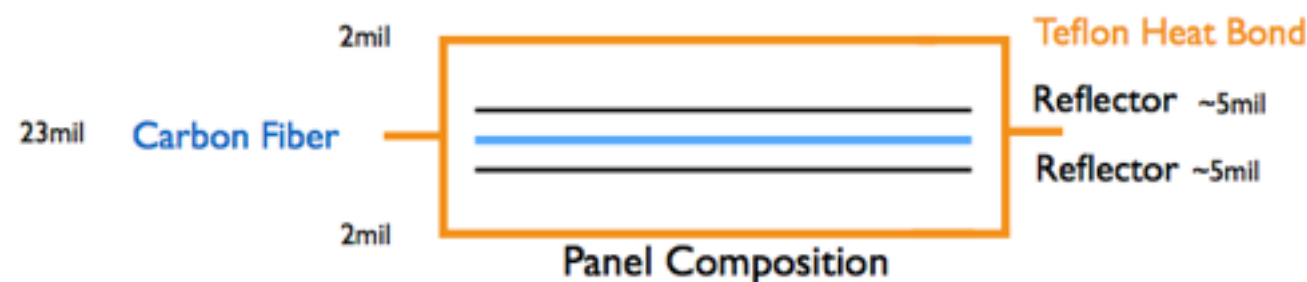 2mil
Teflon Heat Bond
Reflector ~5mil
23mil Carbon Fiber
Reflector ~5mil
2mil
Panel Composition